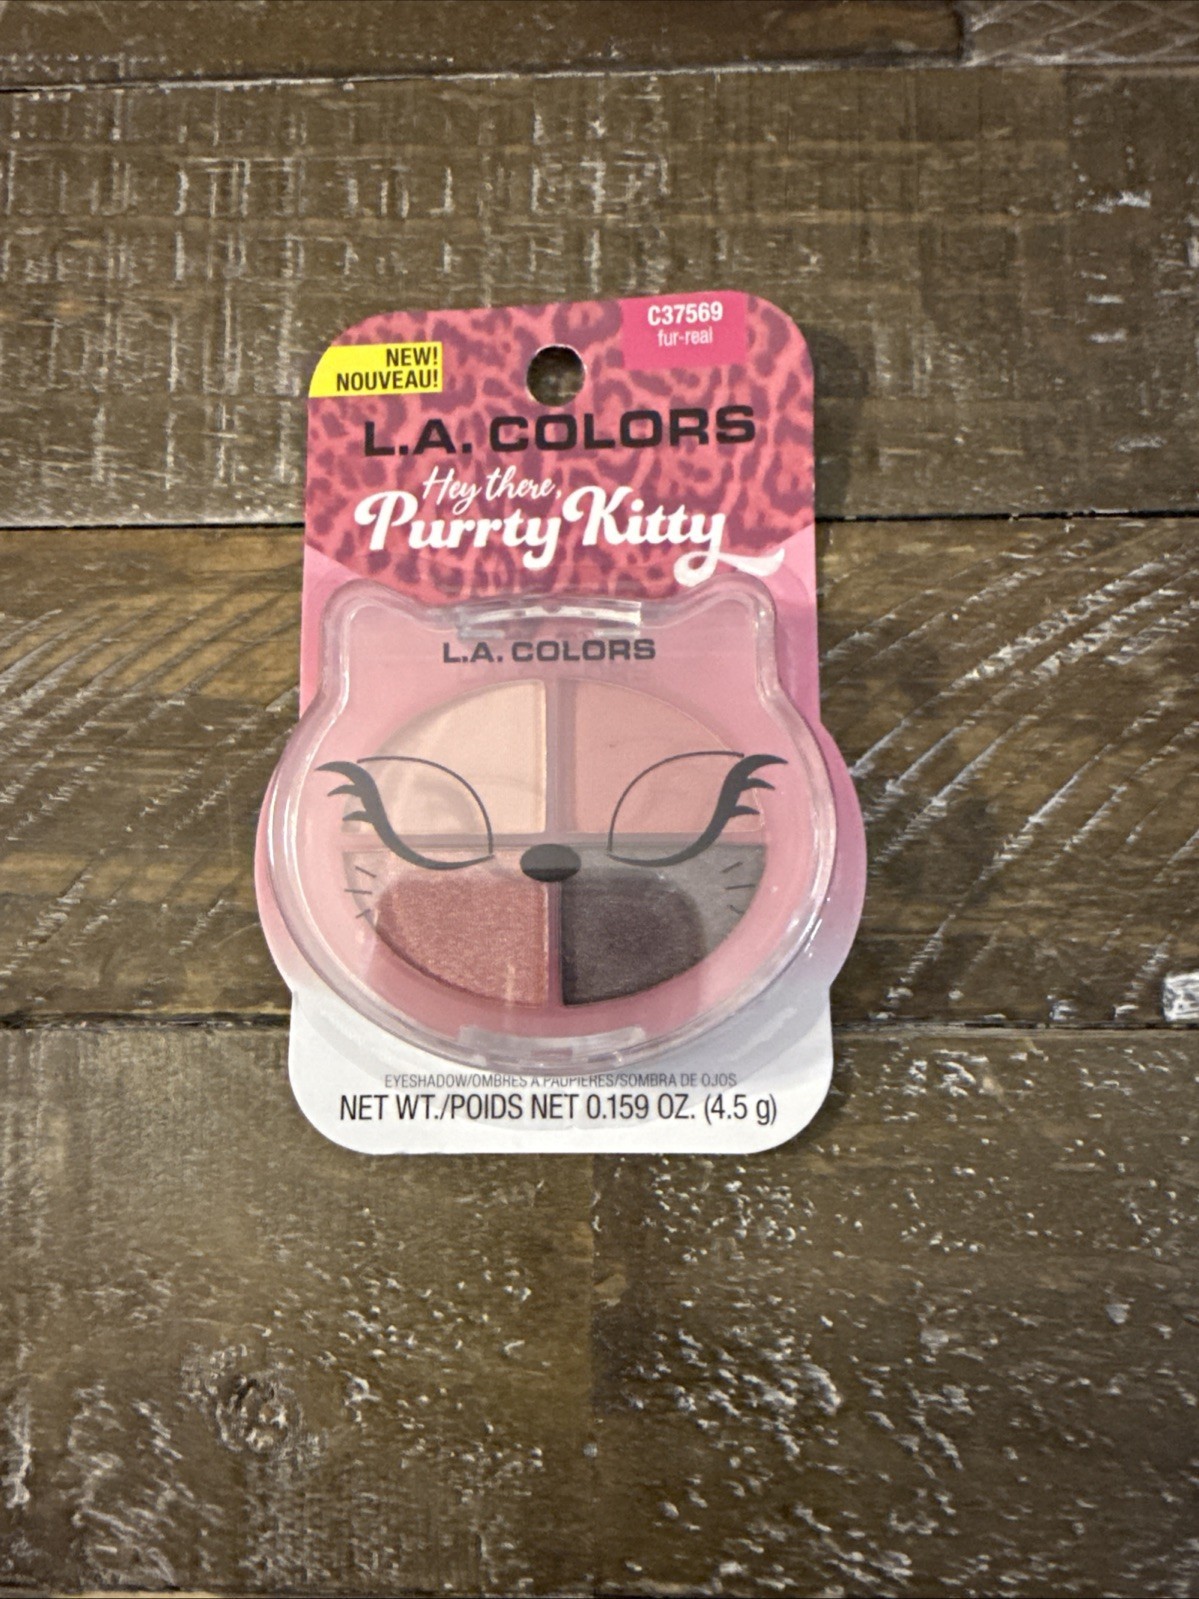 C37569
fur-real
NEW!
NOUVEAU!
L.A. COLORS
Hey there,
Purrty Kitty
L.A. COLORS
EYESHADOW/OMBRES À PAUPIÈRES/SOMBRA DE OJOS
NET WT./POIDS NET 0.159 OZ. (4.5 g)